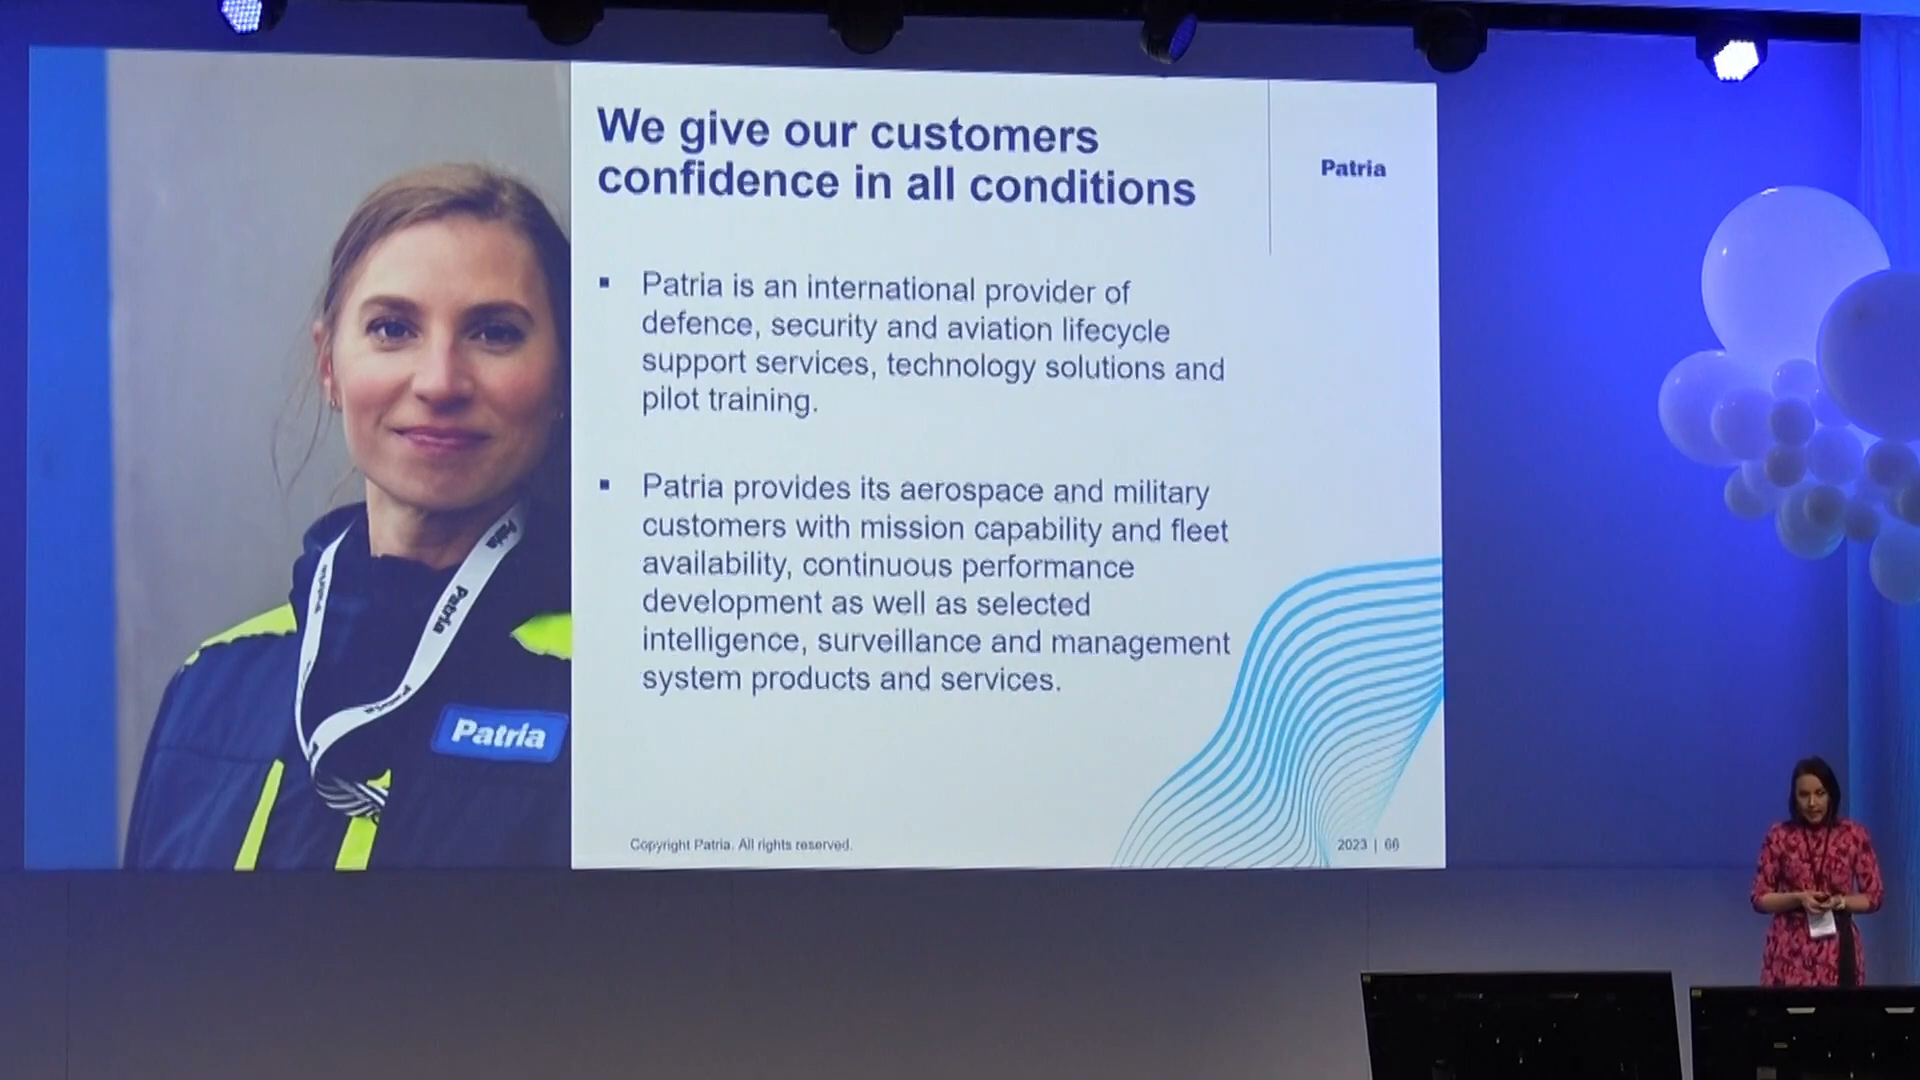 We give our customers
confidence in all conditions
Patria
▪ Patria is an international provider of
defence, security and aviation lifecycle
support services, technology solutions and
pilot training.
▪ Patria provides its aerospace and military
customers with mission capability and fleet
availability, continuous performance
development as well as selected
intelligence, surveillance and management
system products and services.
Patria
Patria
Patria
Copyright Patria. All rights reserved.
2023 | 66